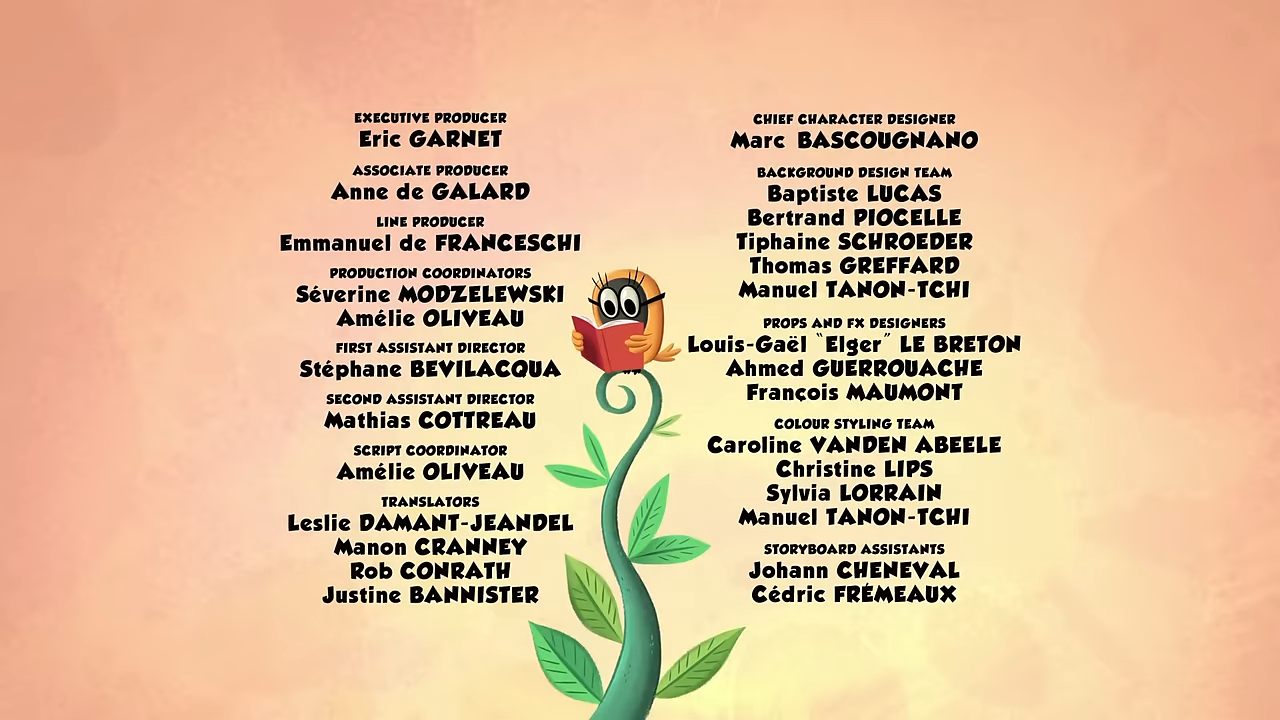 EXECUTIVE PRODUCER
Eric GARNET
ASSOCIATE PRODUCER
Anne de GALARD
LINE PRODUCER
Emmanuel de FRANCESCHI
PRODUCTION COORDINATORS
Séverine MODZELEWSKI
Amélie OLIVEAU
FIRST ASSISTANT DIRECTOR
Stéphane BEVILACQUA
SECOND ASSISTANT DIRECTOR
Mathias COTTREAU
SCRIPT COORDINATOR
Amélie OLIVEAU
TRANSLATORS
Leslie DAMANT-JEANDEL
Manon CRANNEY
Rob CONRATH
Justine BANNISTER
CHIEF CHARACTER DESIGNER
Marc BASCOUGNANO
BACKGROUND DESIGN TEAM
Baptiste LUCAS
Bertrand PIOCELLE
Tiphaine SCHROEDER
Thomas GREFFARD
Manuel TANON-TCHI
PROPS AND FX DESIGNERS
Louis-Gaël "Elger" LE BRETON
Ahmed GUERROUACHE
François MAUMONT
COLOUR STYLING TEAM
Caroline VANDEN ABEELE
Christine LIPS
Sylvia LORRAIN
Manuel TANON-TCHI
STORYBOARD ASSISTANTS
Johann CHENEVAL
Cédric FRÉMEAUX